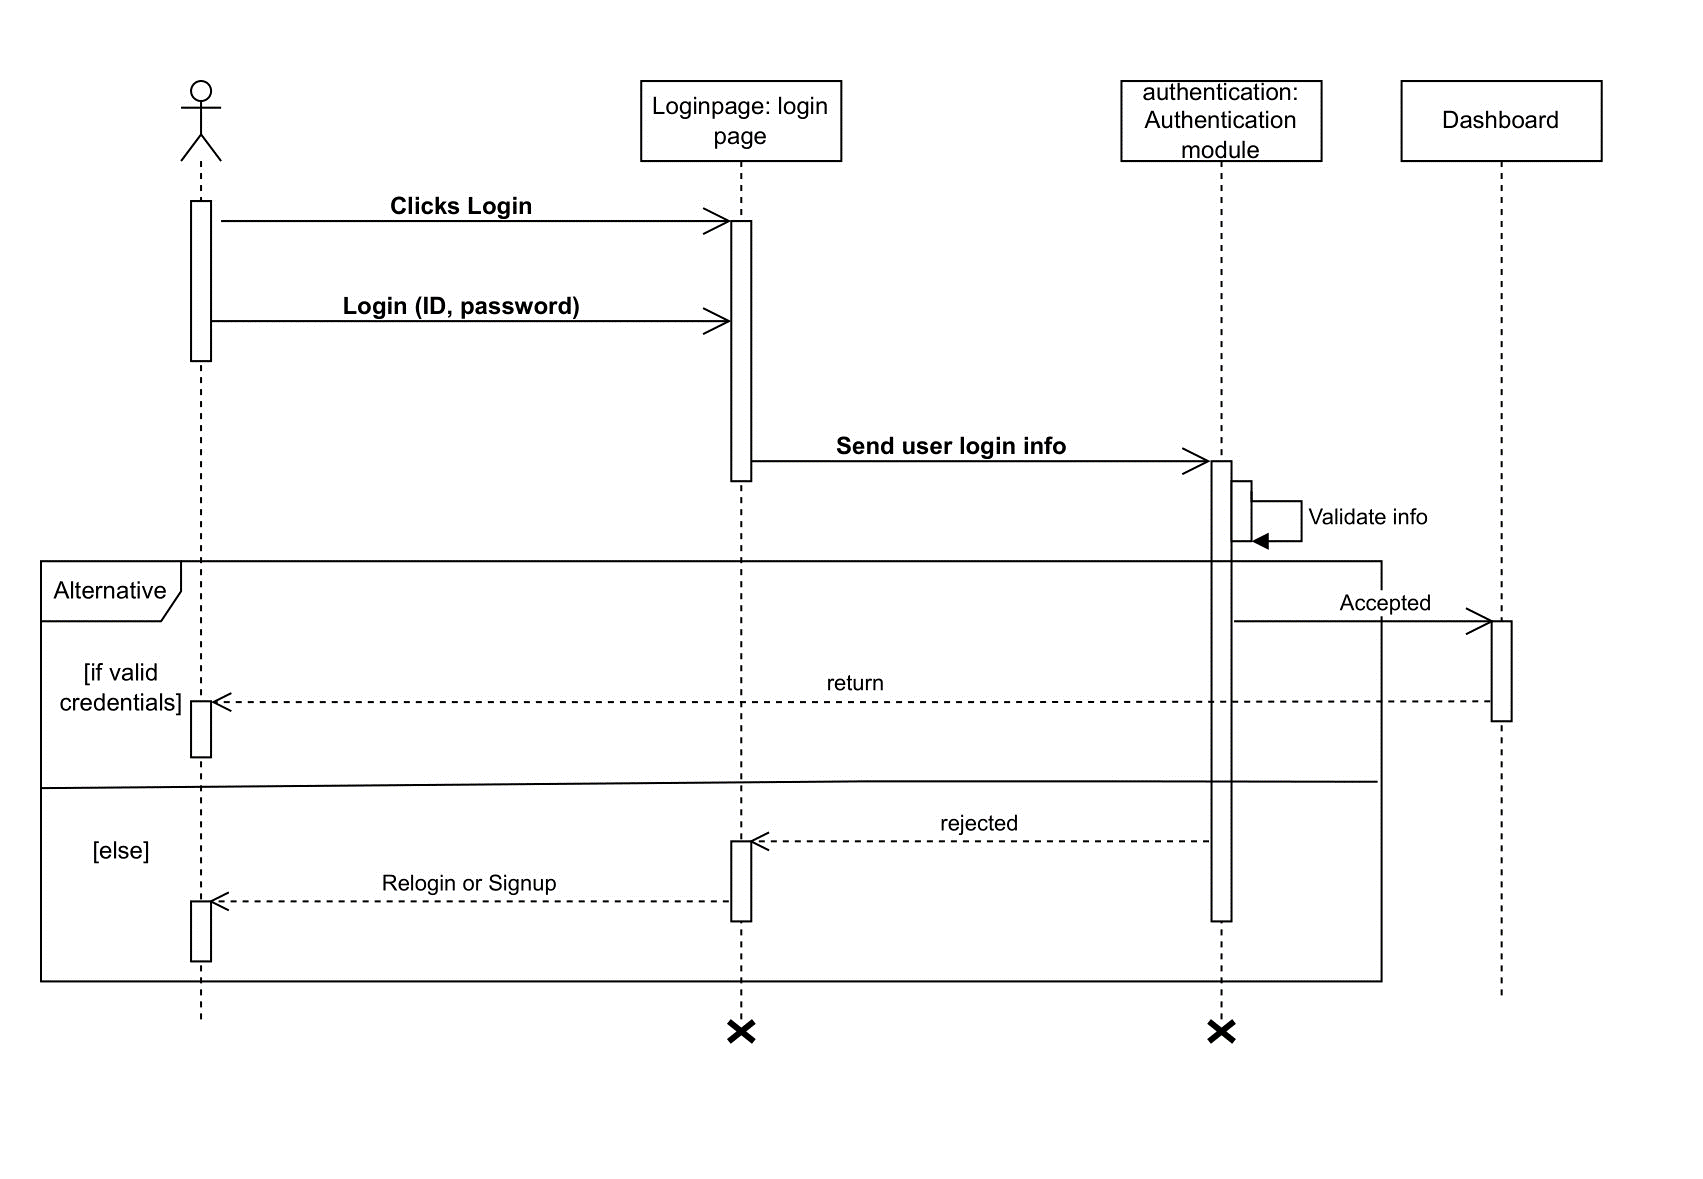 Loginpage: login
page
authentication:
Authentication
module
Dashboard
Clicks Login
Login (ID, password)
Send user login info
Validate info
Alternative
Accepted
[if valid
credentials]
return
rejected
[else]
Relogin or Signup